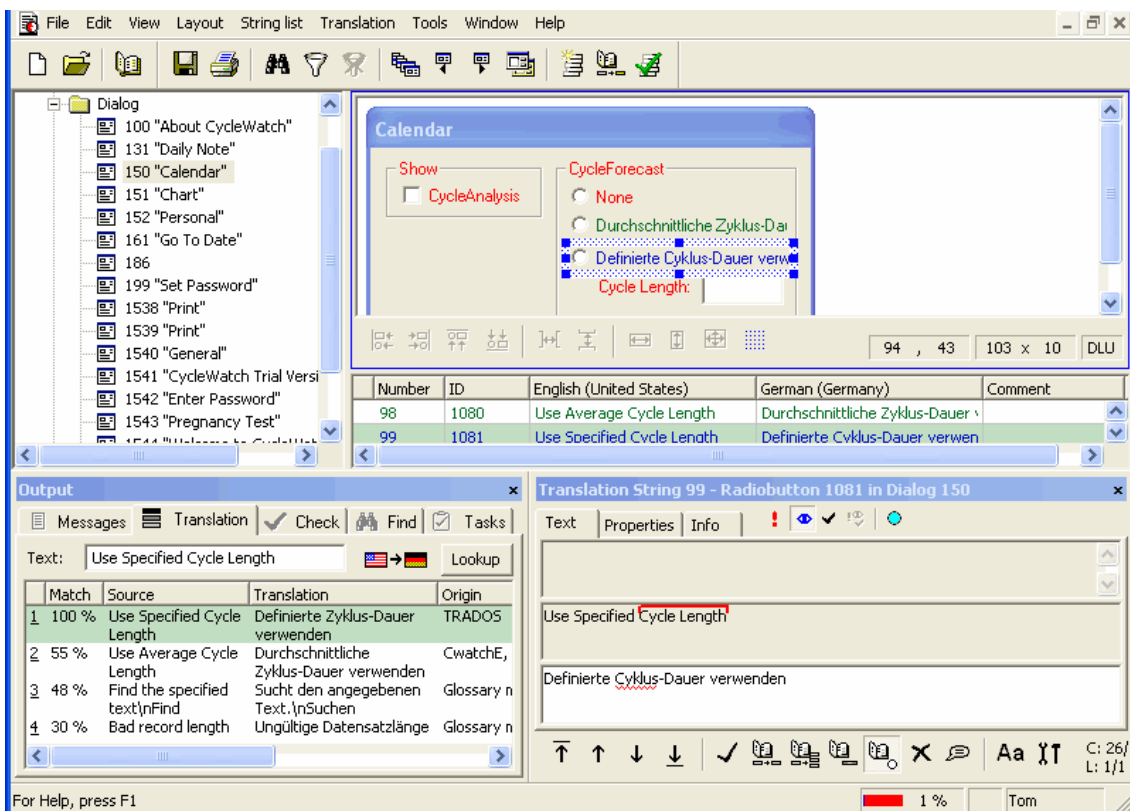 File Edit View Layout String list Translation Tools Window Help
Dialog
100 "About CycleWatch"
131 "Daily Note"
150 "Calendar"
151 "Chart"
152 "Personal"
161 "Go To Date"
186
199 "Set Password"
1538 "Print"
1539 "Print"
1540 "General"
1541 "CycleWatch Trial Versi
1542 "Enter Password"
1543 "Pregnancy Test"
Calendar
Show
CycleAnalysis
CycleForecast
None
Durchschnittliche Zyklus-Da
Definierte Cyklus-Dauer verw
Cycle Length:
94 , 43 103 x 10 DLU
Number ID English (United States) German (Germany) Comment
98 1080 Use Average Cycle Length Durchschnittliche Zyklus-Dauer
99 1081 Use Specified Cycle Length Definierte Cyklus-Dauer verwen
Output
Messages Translation Check Find Tasks
Text: Use Specified Cycle Length Lookup
Match Source Translation Origin
1 100 % Use Specified Cycle Definierte Zyklus-Dauer TRADOS
Length verwenden
2 55 % Use Average Cycle Durchschnittliche CwatchE,
Length Zyklus-Dauer verwenden
3 48 % Find the specified Sucht den angegebenen Glossary n
text\nFind Text.\nSuchen
4 30 % Bad record length Ungültige Datensatzlänge Glossary n
Translation String 99 - Radiobutton 1081 in Dialog 150
Text Properties Info
Use Specified Cycle Length
Definierte Cyklus-Dauer verwenden
Aa
C: 26/
L: 1/1
For Help, press F1
1 % Tom